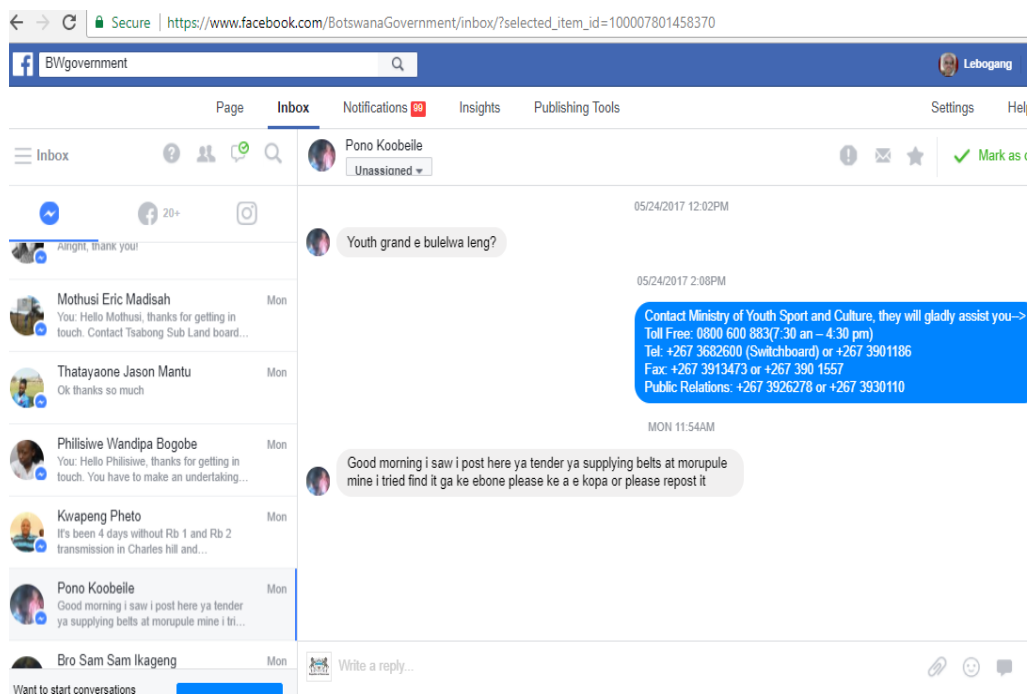 Secure | https://www.facebook.com/BotswanaGovernment/inbox/?selected_item_id=100007801458370
BWgovernment
Lebogang
Page Inbox Notifications 99 Insights Publishing Tools Settings Help
Inbox
20+
Alright, thank you!
Mothusi Eric Madisah Mon
You: Hello Mothusi, thanks for getting in
touch. Contact Tsabong Sub Land board...
Thatayaone Jason Mantu Mon
Ok thanks so much
Philisiwe Wandipa Bogobe Mon
You: Hello Philisiwe, thanks for getting in
touch. You have to make an undertaking...
Kwapeng Pheto Mon
It's been 4 days without Rb 1 and Rb 2
transmission in Charles hill and...
Pono Koobeile Mon
Good morning i saw i post here ya tender
ya supplying belts at morupule mine i tri...
Bro Sam Sam Ikageng Mon
Want to start conversations
Pono Koobeile
Unassigned
Mark as
05/24/2017 12:02PM
Youth grand e bulelwa leng?
05/24/2017 2:08PM
Contact Ministry of Youth Sport and Culture, they will gladly assist you-->
Toll Free: 0800 600 883(7:30 an – 4:30 pm)
Tel: +267 3682600 (Switchboard) or +267 3901186
Fax: +267 3913473 or +267 390 1557
Public Relations: +267 3926278 or +267 3930110
MON 11:54AM
Good morning i saw i post here ya tender ya supplying belts at morupule
mine i tried find it ga ke ebone please ke a e kopa or please repost it
Write a reply...